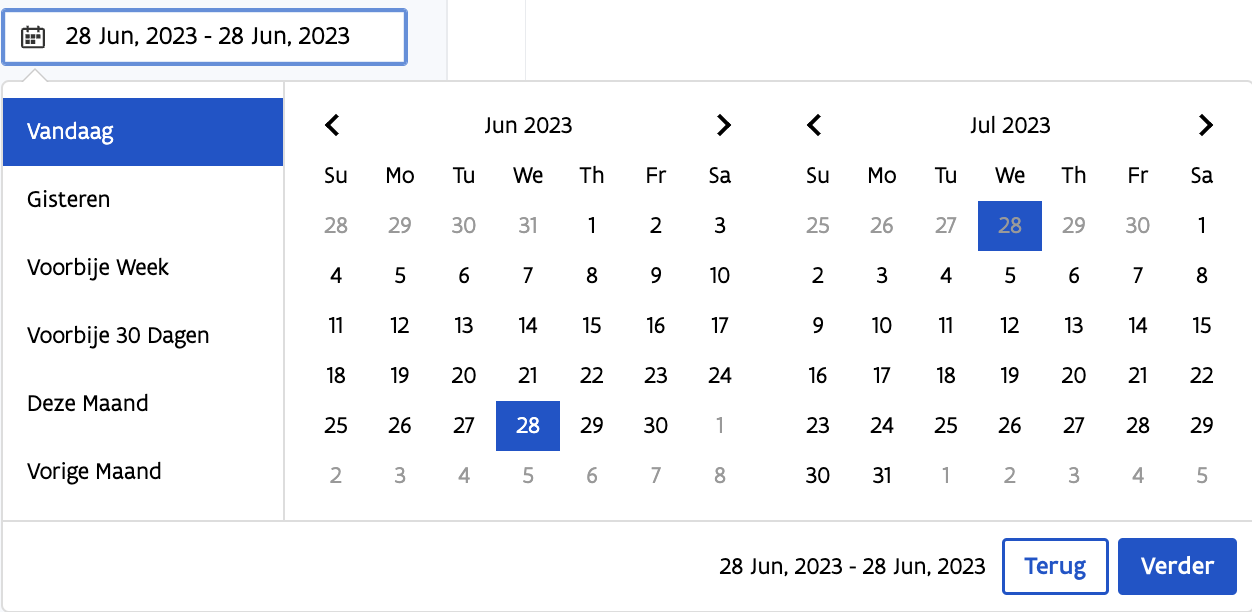 28 Jun, 2023 - 28 Jun, 2023
Vandaag
Gisteren
Voorbije Week
Voorbije 30 Dagen
Deze Maand
Vorige Maand
Jun 2023
Su Mo Tu We Th Fr Sa
28 29 30 31 1 2 3
4 5 6 7 8 9 10
11 12 13 14 15 16 17
18 19 20 21 22 23 24
25 26 27 28 29 30 1
2 3 4 5 6 7 8
Jul 2023
Su Mo Tu We Th Fr Sa
25 26 27 28 29 30 1
2 3 4 5 6 7 8
9 10 11 12 13 14 15
16 17 18 19 20 21 22
23 24 25 26 27 28 29
30 31 1 2 3 4 5
28 Jun, 2023 - 28 Jun, 2023
Terug
Verder